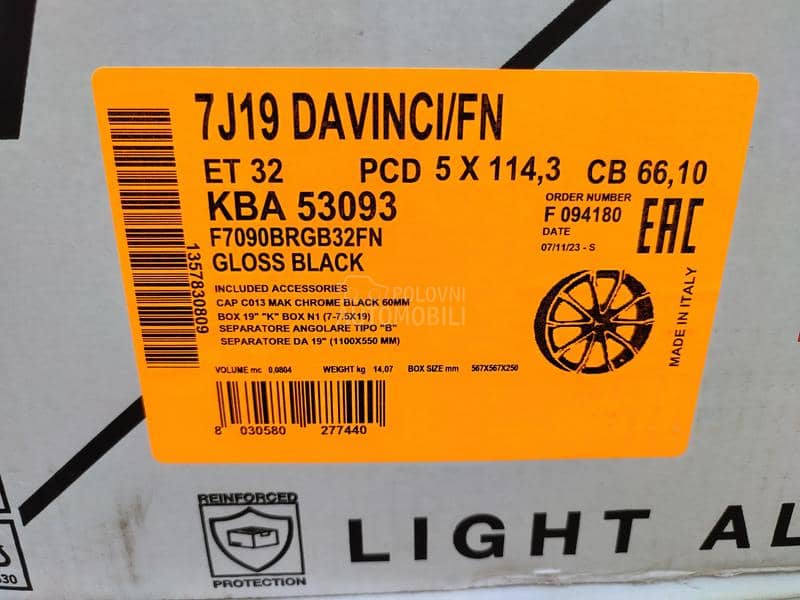 7J19 DAVINCI/FN
ET 32 PCD 5 X 114,3 CB 66,10
KBA 53093
ORDER NUMBER
F 094180
EAC
F7090BRGB32FN
DATE
07/11/23 - S
GLOSS BLACK
INCLUDED ACCESSORIES
CAP C013 MAK CHROME BLACK 60MM
BOX 19" "K" BOX N1 (7-7.5X19)
SEPARATORE ANGOLARE TIPO "B"
SEPARATORE DA 19" (1100X550 MM)
MADE IN ITALY
1357830809
VOLUME mc 0,0804 WEIGHT kg 14,07 BOX SIZE mm 567X567X250
8 030580 277440
POLOVNI
AUTOMOBILI
REINFORCED
PROTECTION
LIGHT AL